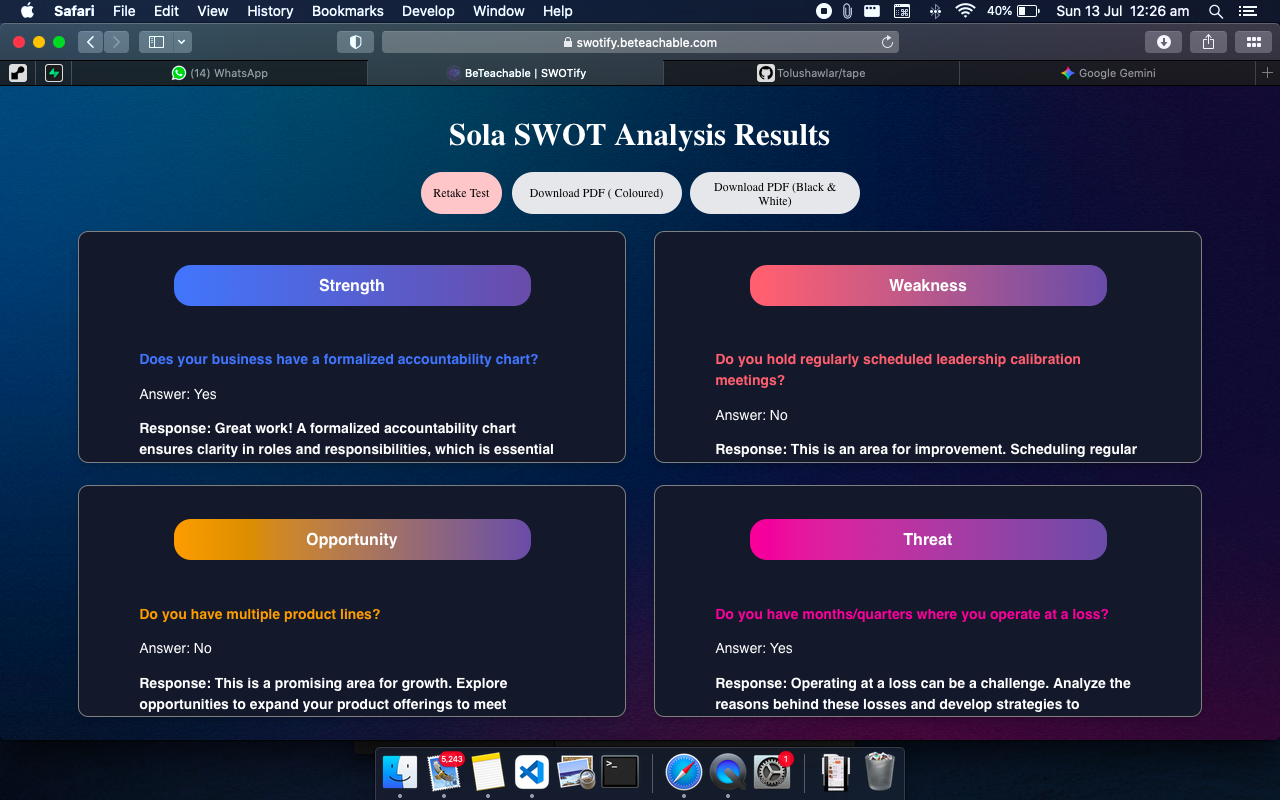 Safari File Edit View History Bookmarks Develop Window Help 40% Sun 13 Jul 12:26 am
swotify.beteachable.com
(14) WhatsApp BeTeachable | SWOTify Tolushawlar/tape Google Gemini
Sola SWOT Analysis Results
Retake Test
Download PDF ( Coloured)
Download PDF (Black &
White)
Strength
Does your business have a formalized accountability chart?
Answer: Yes
Response: Great work! A formalized accountability chart
ensures clarity in roles and responsibilities, which is essential
Weakness
Do you hold regularly scheduled leadership calibration
meetings?
Answer: No
Response: This is an area for improvement. Scheduling regular
Opportunity
Do you have multiple product lines?
Answer: No
Response: This is a promising area for growth. Explore
opportunities to expand your product offerings to meet
Threat
Do you have months/quarters where you operate at a loss?
Answer: Yes
Response: Operating at a loss can be a challenge. Analyze the
reasons behind these losses and develop strategies to
5,243
>_
1